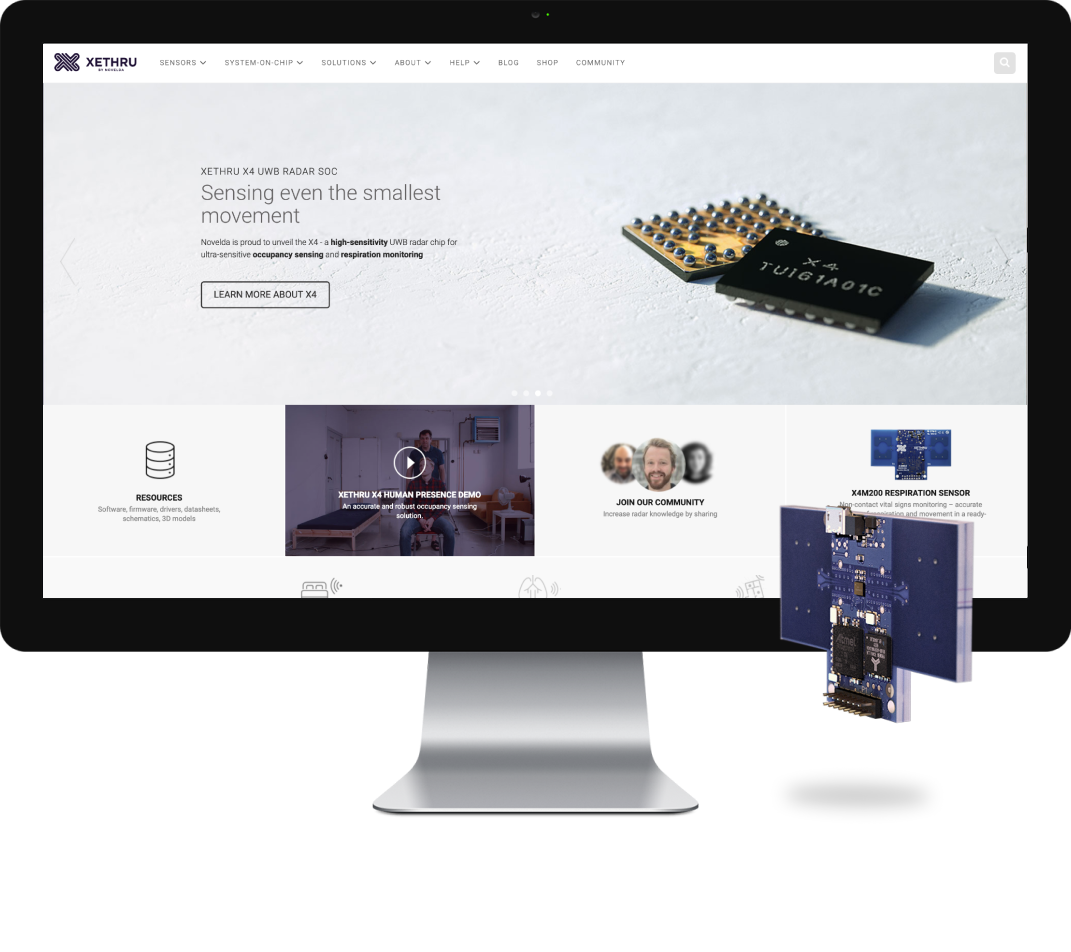 XETHRU
BY NOVELDA
SENSORS
SYSTEM-ON-CHIP
SOLUTIONS
ABOUT
HELP
BLOG
SHOP
COMMUNITY
XETHRU X4 UWB RADAR SOC
Sensing even the smallest
movement
Novelda is proud to unveil the X4 - a high-sensitivity UWB radar chip for
ultra-sensitive occupancy sensing and respiration monitoring
LEARN MORE ABOUT X4
X4
TUI61A01C
RESOURCES
Software, firmware, drivers, datasheets,
schematics, 3D models
XETHRU X4 HUMAN PRESENCE DEMO
An accurate and robust occupancy sensing
solution.
JOIN OUR COMMUNITY
Increase radar knowledge by sharing
X4M200 RESPIRATION SENSOR
Non-contact vital signs monitoring – accurate
respiration and movement in a ready-
Atmel